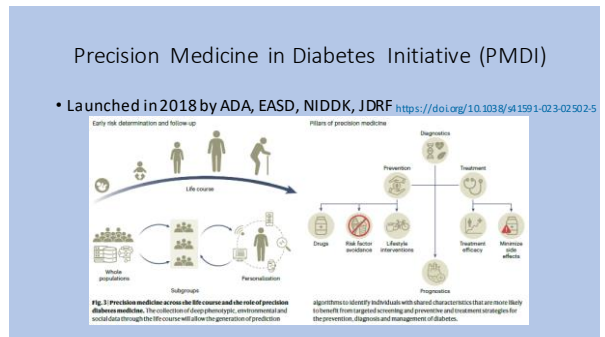 Precision Medicine in Diabetes Initiative (PMDI)
• Launched in 2018 by ADA, EASD, NIDDK, JDRF https://doi.org/10.1038/s41591-023-02502-5
Early risk determination and follow-up
Life course
Whole
populations
Subgroups
Personalization
Pillars of precision medicine
Diagnostics
Prevention
Treatment
Drugs
Risk factor
avoidance
Lifestyle
interventions
Treatment
efficacy
Minimize
side
effects
Prognostics
Fig. 3 | Precision medicine across the life course and the role of precision
diabetes medicine. The collection of deep phenotypic, environmental and
social data through the life course will allow the generation of prediction
algorithms to identify individuals with shared characteristics that are more likely
to benefit from targeted screening and preventive and treatment strategies for
the prevention, diagnosis and management of diabetes.